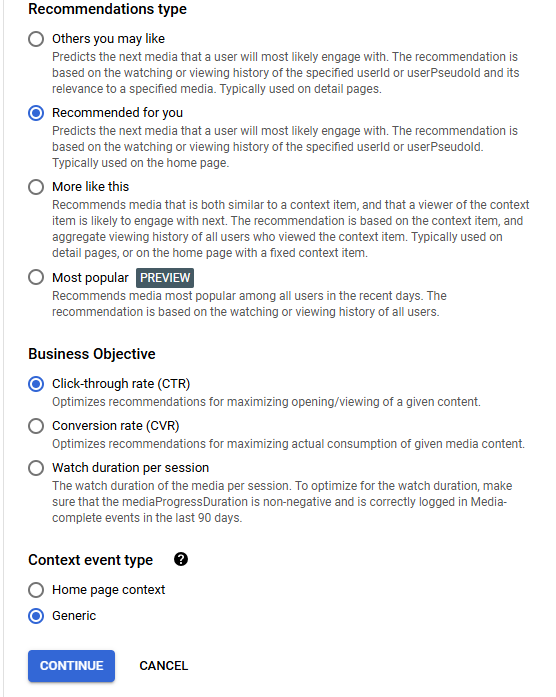 Recommendations type
Others you may like
Predicts the next media that a user will most likely engage with. The recommendation is
based on the watching or viewing history of the specified userId or userPseudoId and its
relevance to a specified media. Typically used on detail pages.
Recommended for you
Predicts the next media that a user will most likely engage with. The recommendation is
based on the watching or viewing history of the specified userId or userPseudoId.
Typically used on the home page.
More like this
Recommends media that is both similar to a context item, and that a viewer of the context
item is likely to engage with next. The recommendation is based on the context item, and
aggregate viewing history of all users who viewed the context item. Typically used on
detail pages, or on the home page with a fixed context item.
Most popular PREVIEW
Recommends media most popular among all users in the recent days. The
recommendation is based on the watching or viewing history of all users.
Business Objective
Click-through rate (CTR)
Optimizes recommendations for maximizing opening/viewing of a given content.
Conversion rate (CVR)
Optimizes recommendations for maximizing actual consumption of given media content.
Watch duration per session
The watch duration of the media per session. To optimize for the watch duration, make
sure that the mediaProgressDuration is non-negative and is correctly logged in Media-
complete events in the last 90 days.
Context event type ?
Home page context
Generic
CONTINUE CANCEL